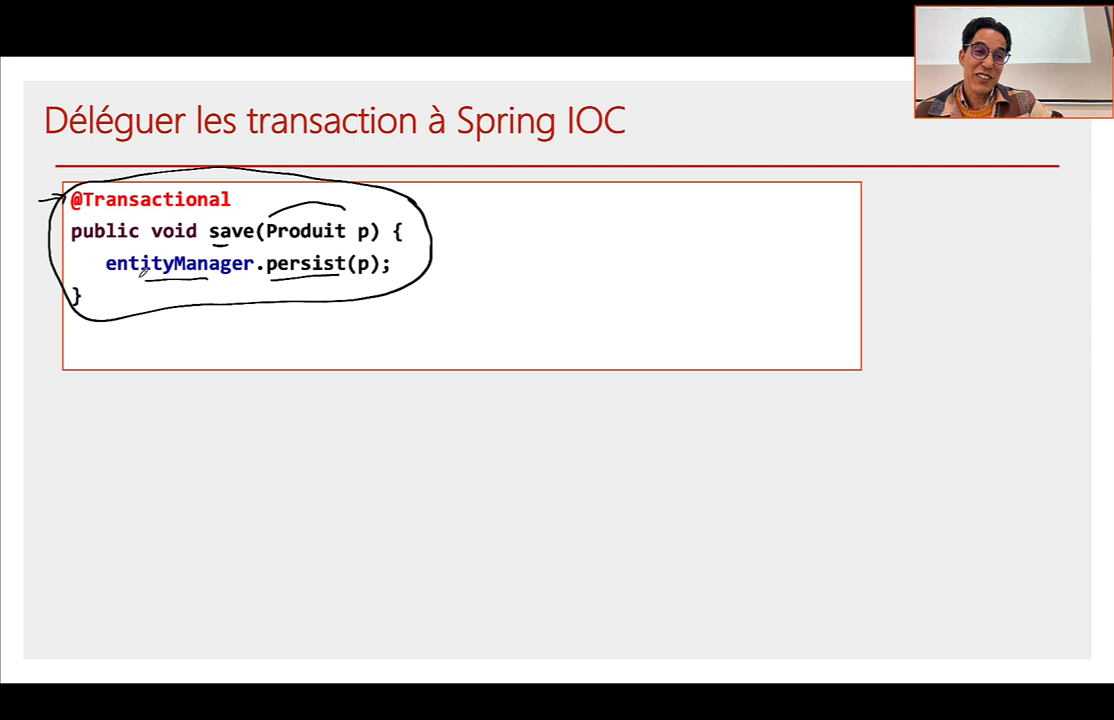 Déléguer les transaction à Spring IOC
@Transactional
public void save(Produit p) {
entityManager.persist(p);
}